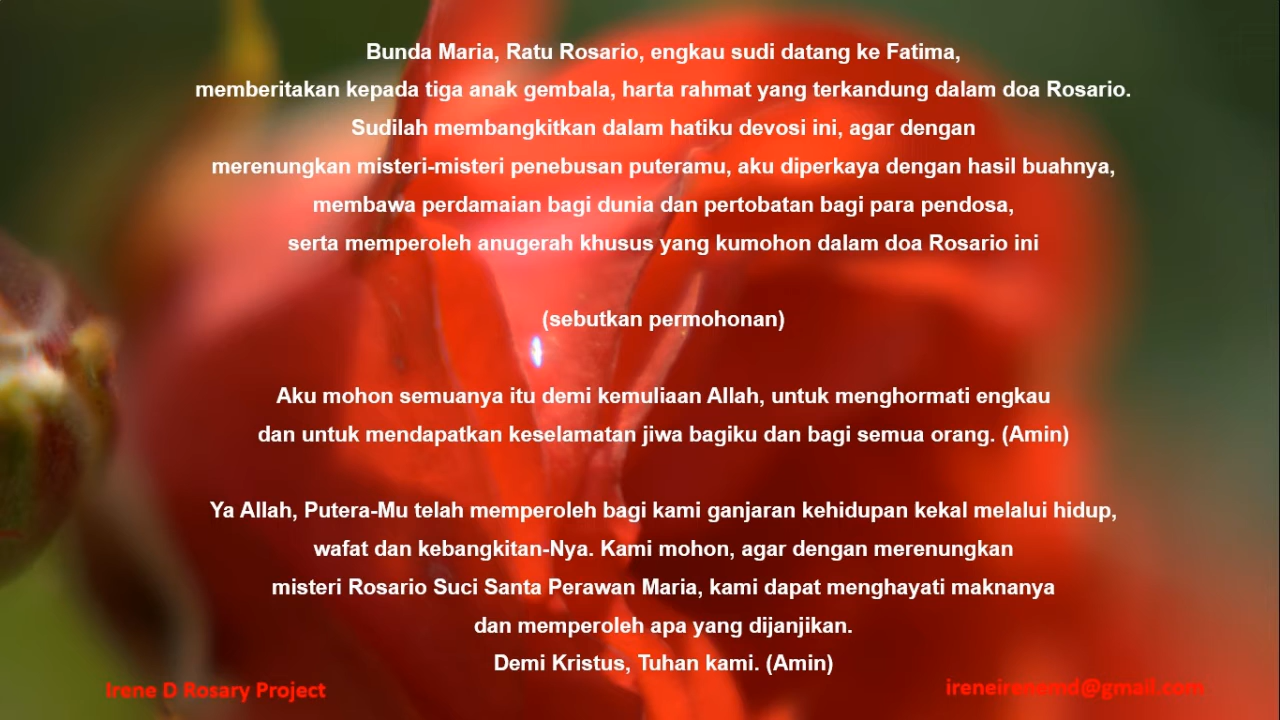 Bunda Maria, Ratu Rosario, engkau sudi datang ke Fatima,
memberitakan kepada tiga anak gembala, harta rahmat yang terkandung dalam doa Rosario.
Sudilah membangkitkan dalam hatiku devosi ini, agar dengan
merenungkan misteri-misteri penebusan puteramu, aku diperkaya dengan hasil buahnya,
membawa perdamaian bagi dunia dan pertobatan bagi para pendosa,
serta memperoleh anugerah khusus yang kumohon dalam doa Rosario ini
(sebutkan permohonan)
Aku mohon semuanya itu demi kemuliaan Allah, untuk menghormati engkau
dan untuk mendapatkan keselamatan jiwa bagiku dan bagi semua orang. (Amin)
Ya Allah, Putera-Mu telah memperoleh bagi kami ganjaran kehidupan kekal melalui hidup,
wafat dan kebangkitan-Nya. Kami mohon, agar dengan merenungkan
misteri Rosario Suci Santa Perawan Maria, kami dapat menghayati maknanya
dan memperoleh apa yang dijanjikan.
Demi Kristus, Tuhan kami. (Amin)
Irene D Rosary Project
ireneirenemd@gmail.com